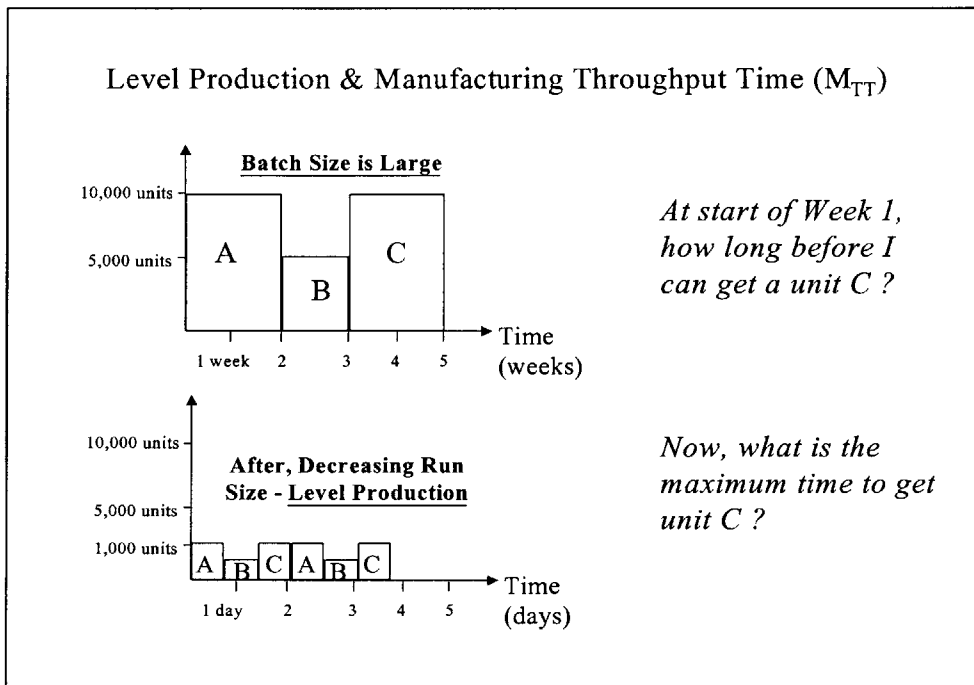 Level Production & Manufacturing Throughput Time (MTT)
Batch Size is Large
10,000 units
5,000 units
A
B
C
Time
(weeks)
1 week
2
3
4
5
At start of Week 1,
how long before I
can get a unit C ?
10,000 units
5,000 units
1,000 units
After, Decreasing Run
Size - Level Production
A
B
C
A
B
C
Time
(days)
1 day
2
3
4
5
Now, what is the
maximum time to get
unit C ?